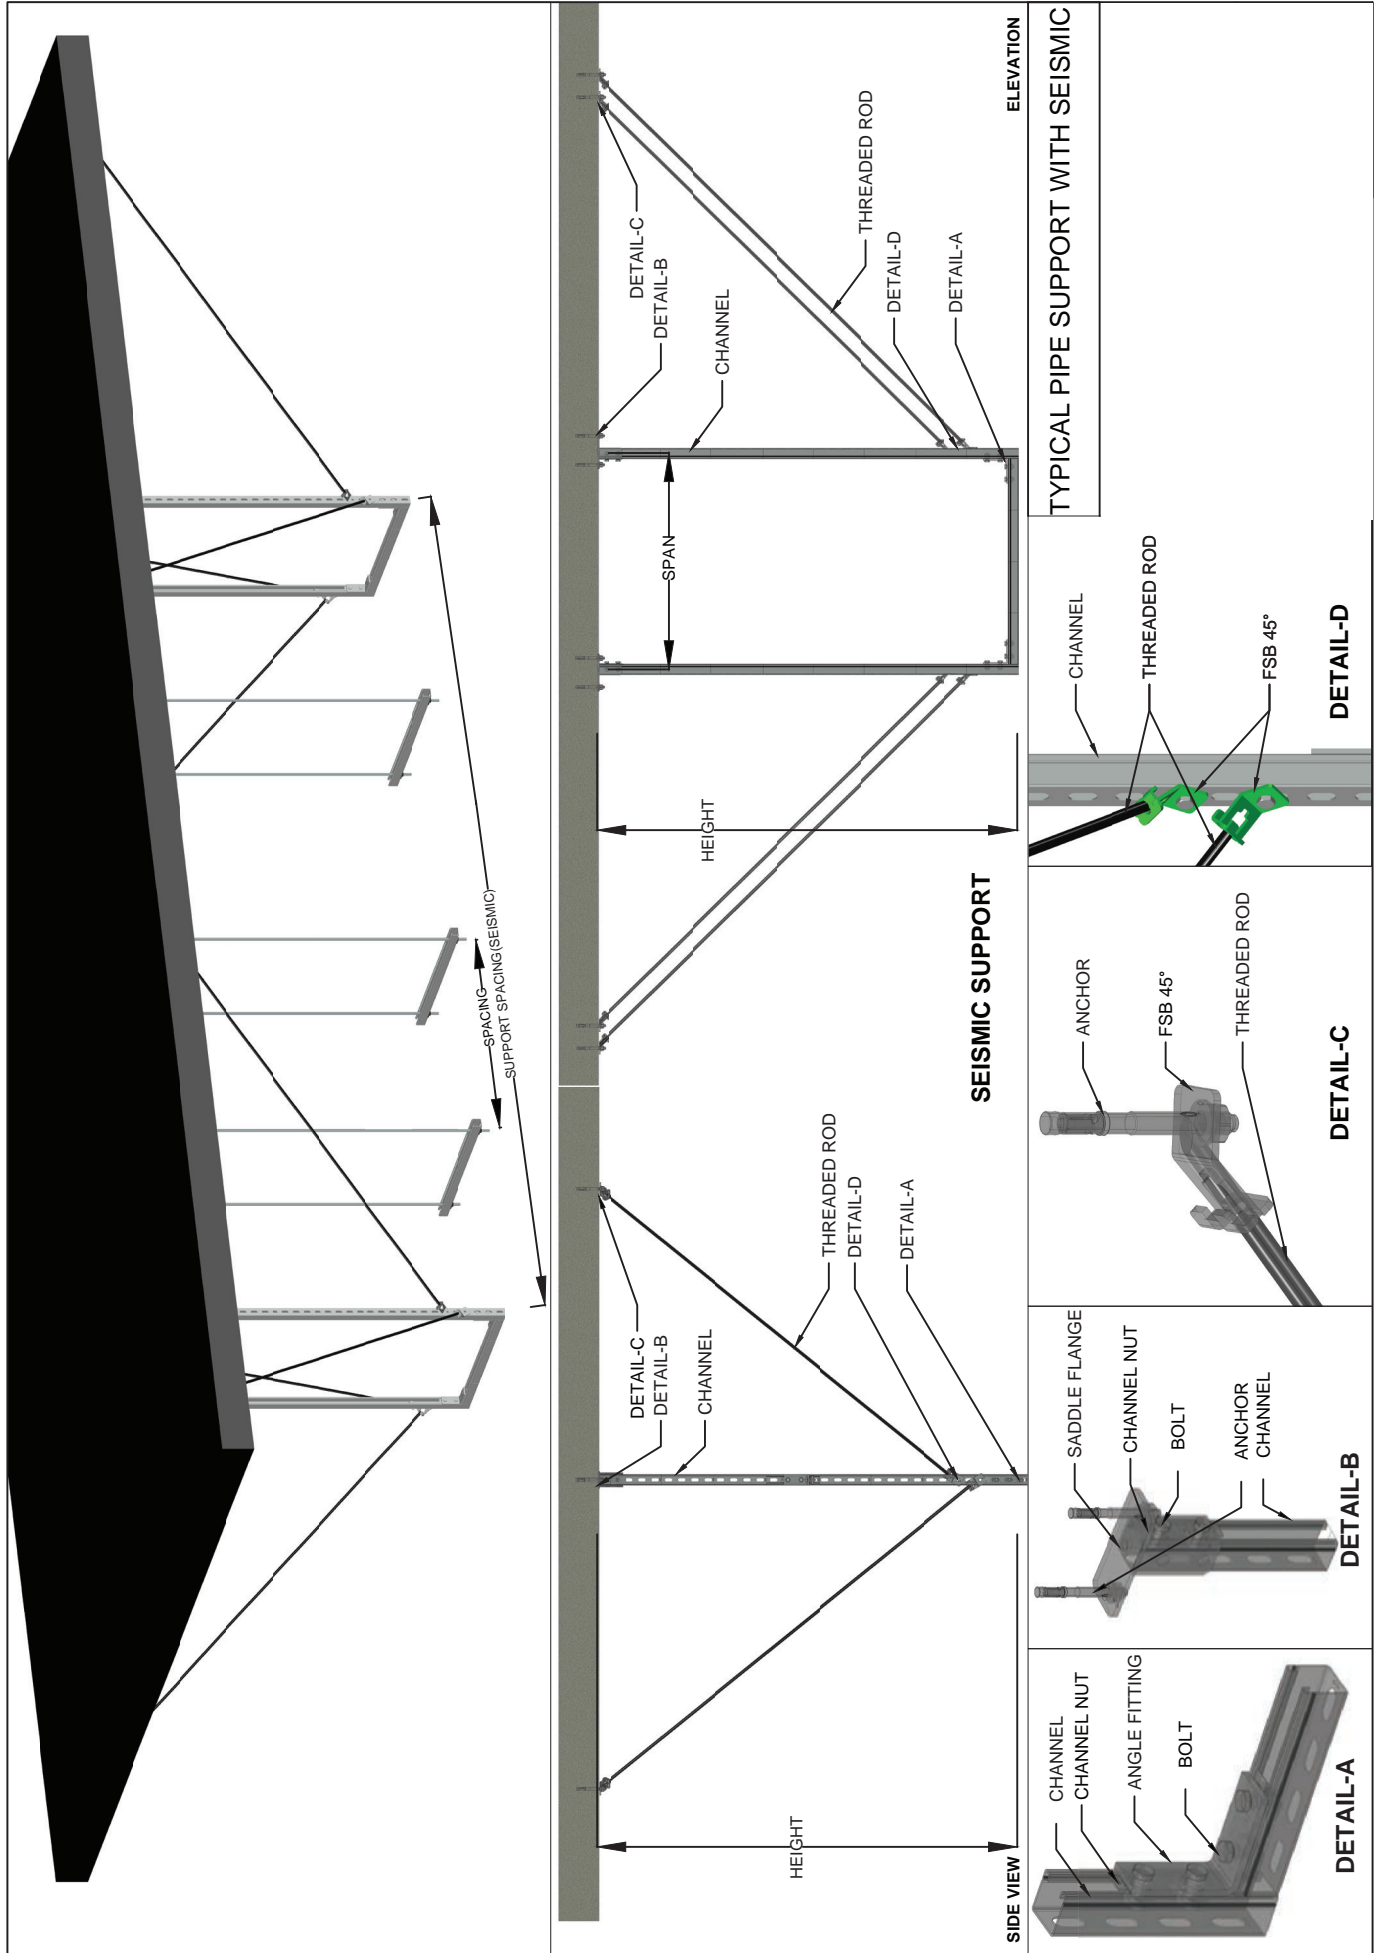 SPACING
SUPPORT SPACING(SEISMIC)
SIDE VIEW
HEIGHT
DETAIL-C
DETAIL-B
CHANNEL
THREADED ROD
DETAIL-D
DETAIL-A
SEISMIC SUPPORT
HEIGHT
SPAN
DETAIL-C
DETAIL-B
CHANNEL
THREADED ROD
DETAIL-D
DETAIL-A
ELEVATION
CHANNEL
CHANNEL NUT
ANGLE FITTING
BOLT
DETAIL-A
SADDLE FLANGE
CHANNEL NUT
BOLT
ANCHOR
CHANNEL
DETAIL-B
ANCHOR
FSB 45°
THREADED ROD
DETAIL-C
CHANNEL
THREADED ROD
FSB 45°
DETAIL-D
TYPICAL PIPE SUPPORT WITH SEISMIC